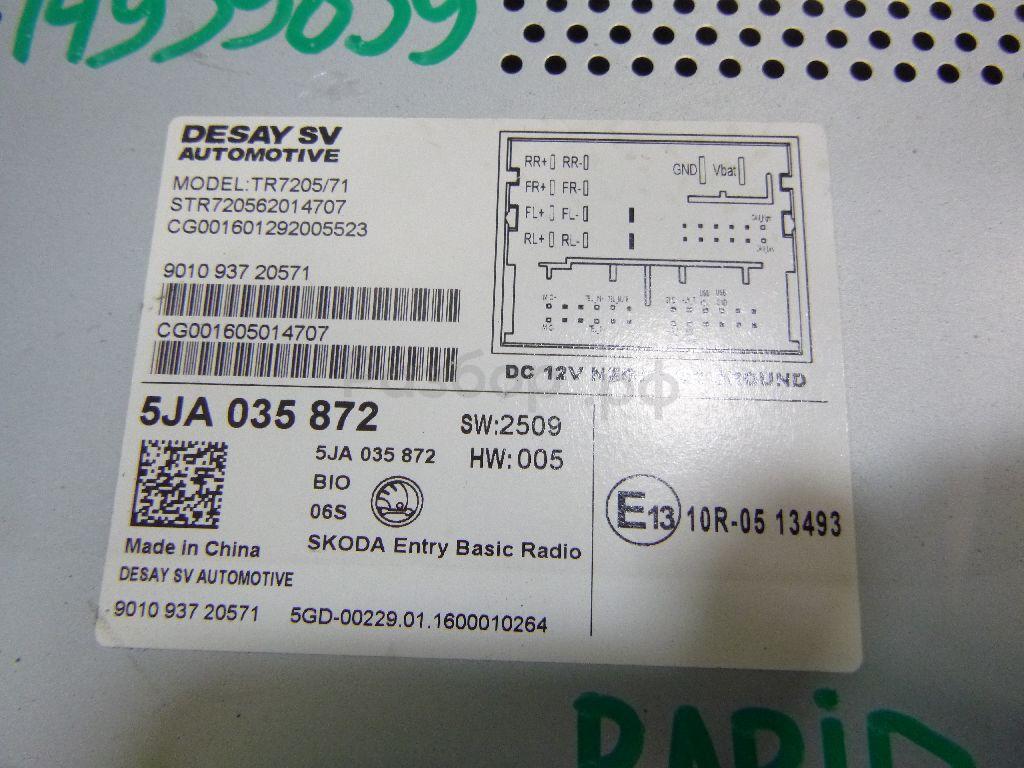 14959659
DESAY SV
AUTOMOTIVE
MODEL:TR7205/71
STR720562014707
CG001601292005523
9010 937 20571
CG001605014707
RR+ RR-
FR+ FR-
FL+ FL-
RL+ RL-
GND Vbat
DC 12V
5JA 035 872
SW:2509
5JA 035 872
HW:005
BIO
06S
SKODA Entry Basic Radio
Made in China
DESAY SV AUTOMOTIVE
9010 937 20571
5GD-00229.01.1600010264
E13 10R-05 13493
RAPID